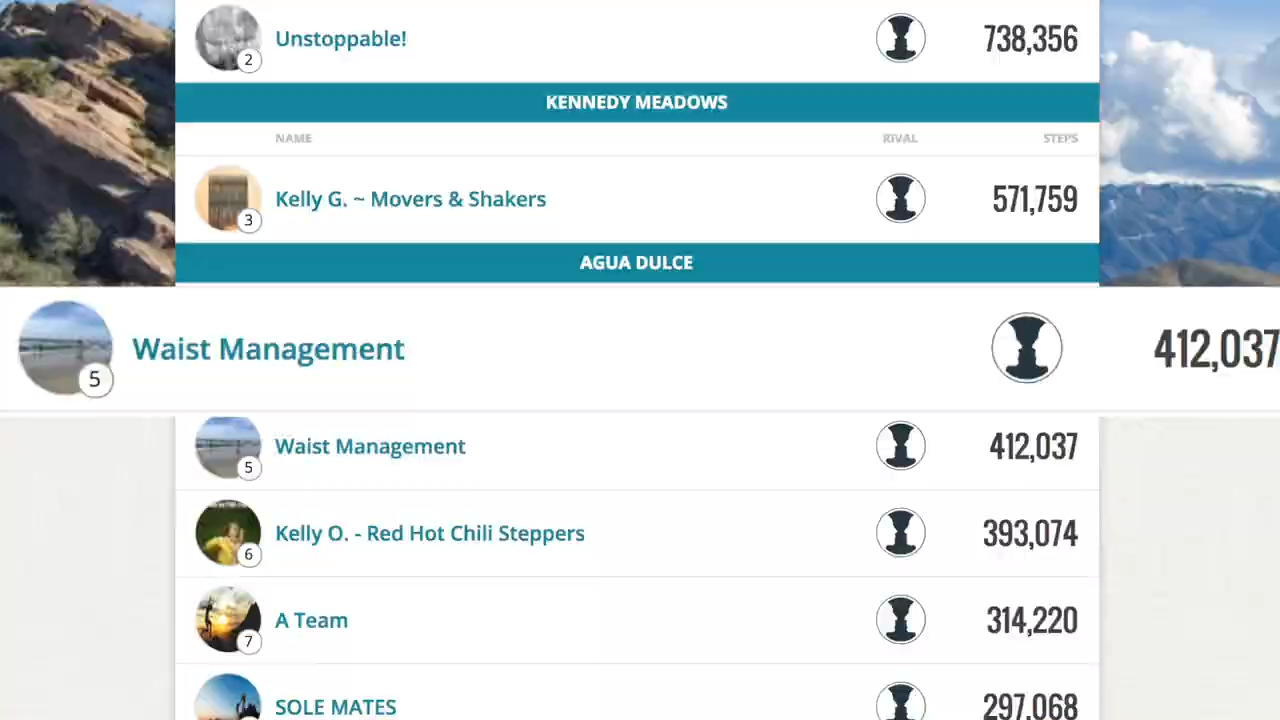 Unstoppable! 738,356
2
KENNEDY MEADOWS
NAME RIVAL STEPS
Kelly G. ~ Movers & Shakers 571,759
3
AGUA DULCE
Waist Management 412,037
5
Waist Management 412,037
5
Kelly O. - Red Hot Chili Steppers 393,074
6
A Team 314,220
7
SOLE MATES 297,068